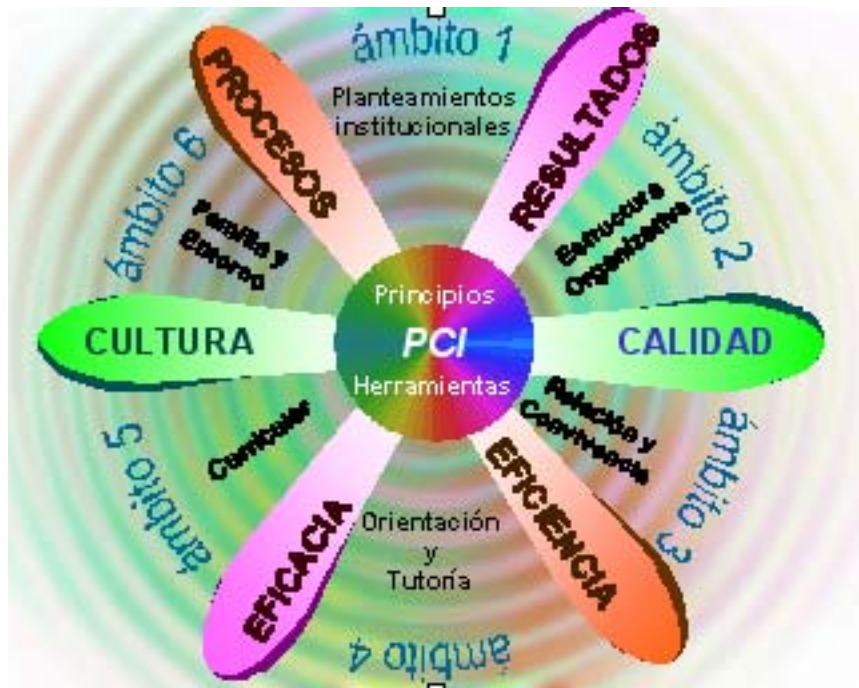 ámbito 1
Planteamientos
institucionales
RESULTADOS
ámbito 2
Estructura
Organizativa
CALIDAD
ámbito 3
Relación y
Convivencia
EFICIENCIA
ámbito 4
Orientación
y
Tutoría
EFICACIA
ámbito 5
Curricular
CULTURA
ámbito 6
Familia y
Entorno
PROCESOS
Principios
PCI
Herramientas